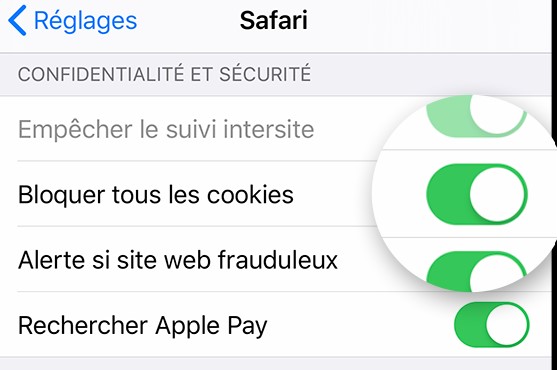 Réglages
Safari
CONFIDENTIALITÉ ET SÉCURITÉ
Empêcher le suivi intersite
Bloquer tous les cookies
Alerte si site web frauduleux
Rechercher Apple Pay